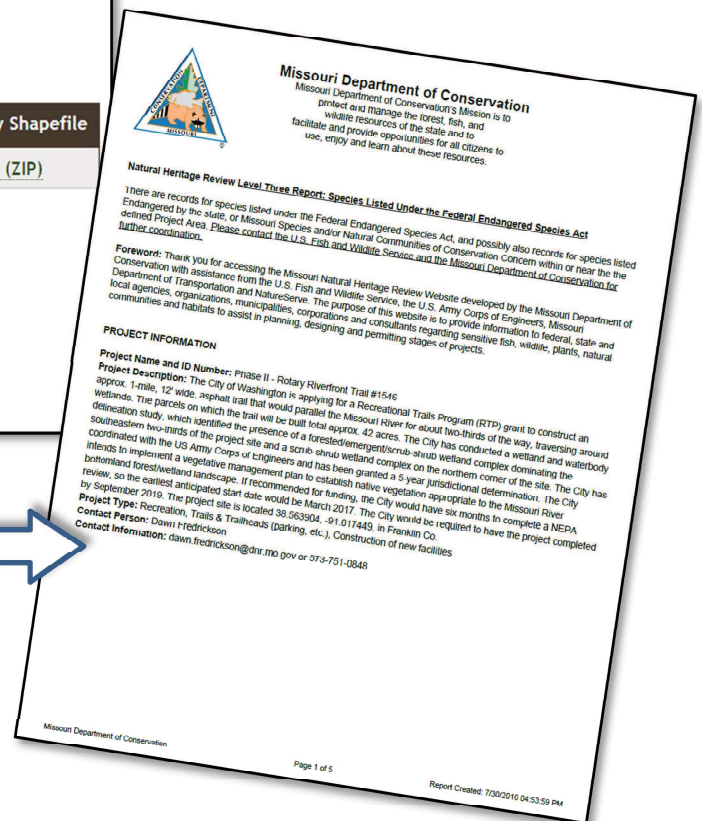 y Shapefile
(ZIP)
CONSERVATION
DEPARTMENT
MISSOURI
Missouri Department of Conservation
Missouri Department of Conservation's Mission is to
protect and manage the forest, fish, and
wildlife resources of the state and to
facilitate and provide opportunities for all citizens to
use, enjoy and learn about these resources.
Natural Heritage Review Level Three Report: Species Listed Under the Federal Endangered Species Act
There are records for species listed under the Federal Endangered Species Act, and possibly also records for species listed
Endangered by the state, or Missouri Species and/or Natural Communities of Conservation Concern within or near the the
defined Project Area. Please contact the U.S. Fish and Wildlife Service and the Missouri Department of Conservation for
further coordination.
Foreword: Thank you for accessing the Missouri Natural Heritage Review Website developed by the Missouri Department of
Conservation with assistance from the U.S. Fish and Wildlife Service, the U.S. Army Corps of Engineers, Missouri
Department of Transportation and NatureServe. The purpose of this website is to provide information to federal, state and
local agencies, organizations, municipalities, corporations and consultants regarding sensitive fish, wildlife, plants, natural
communities and habitats to assist in planning, designing and permitting stages of projects.
PROJECT INFORMATION
Project Name and ID Number: Phase II - Rotary Riverfront Trail #1546
Project Description: The City of Washington is applying for a Recreational Trails Program (RTP) grant to construct an
approx. 1-mile, 12' wide, asphalt trail that would parallel the Missouri River for about two-thirds of the way, traversing around
wetlands. The parcels on which the trail will be built total approx. 42 acres. The City has conducted a wetland and waterbody
delineation study, which identified the presence of a forested/emergent/scrub-shrub wetland complex dominating the
southeastern two-thirds of the project site and a scrub-shrub wetland complex on the northern corner of the site. The City has
coordinated with the US Army Corps of Engineers and has been granted a 5-year jurisdictional determination. The City
intends to implement a vegetative management plan to establish native vegetation appropriate to the Missouri River
bottomland forest/wetland landscape. If recommended for funding, the City would have six months to complete a NEPA
review, so the earliest anticipated start date would be March 2017. The City would be required to have the project completed
by September 2019. The project site is located 38.563904, -91.017449, in Franklin Co.
Project Type: Recreation, Trails & Trailheads (parking, etc.), Construction of new facilities
Contact Person: Dawn Fredrickson
Contact Information: dawn.fredrickson@dnr.mo.gov or 573-751-0848
Missouri Department of Conservation
Page 1 of 5
Report Created: 7/30/2016 04:53:59 PM